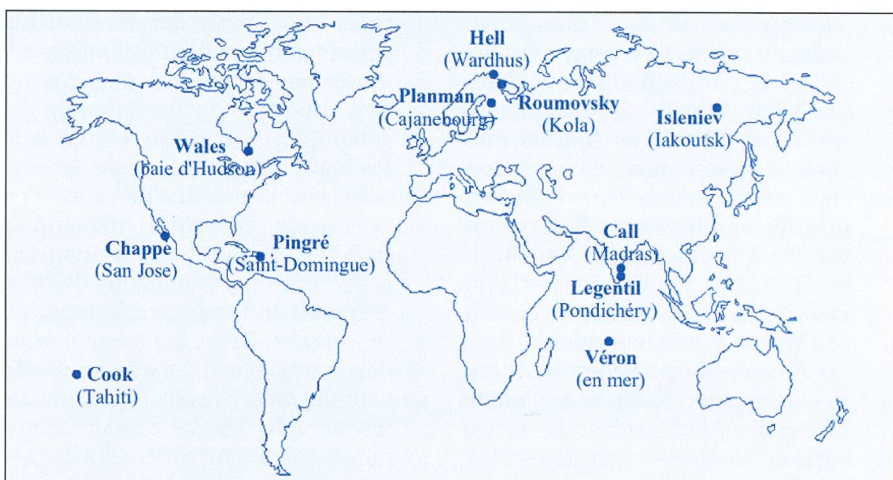 Hell
(Wardhus)
Planman
(Cajanebourg)
Roumovsky
(Kola)
Isleniev
(Iakoutsk)
Wales
(baie d'Hudson)
Chappe
(San Jose)
Pingré
(Saint-Domingue)
Call
(Madras)
Legentil
(Pondichéry)
Véron
(en mer)
Cook
(Tahiti)